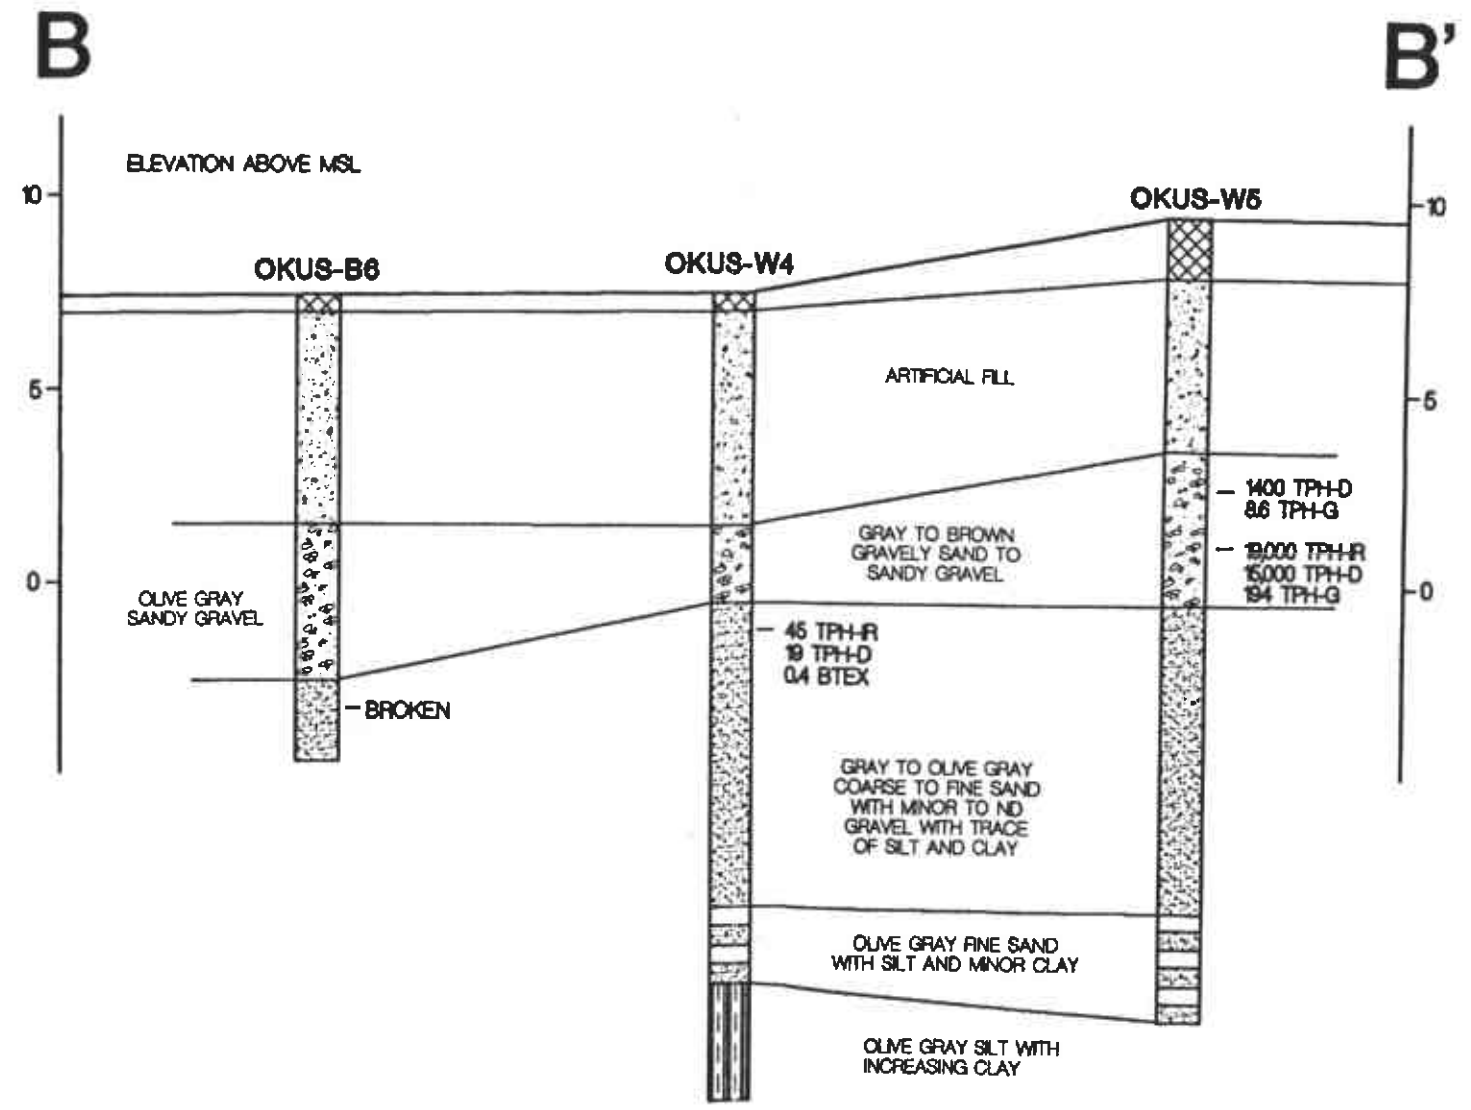 B
B'
ELEVATION ABOVE MSL
10
10
OKUS-W5
OKUS-B6
OKUS-W4
ARTIFICIAL FILL
5
5
1400 TPH-D
8.6 TPH-G
GRAY TO BROWN
GRAVELY SAND TO
SANDY GRAVEL
19,000 TPH-IR
15,000 TPH-D
194 TPH-G
0
0
OLIVE GRAY
SANDY GRAVEL
45 TPH-IR
19 TPH-D
0.4 BTEX
BROKEN
GRAY TO OLIVE GRAY
COARSE TO FINE SAND
WITH MINOR TO NO
GRAVEL WITH TRACE
OF SILT AND CLAY
OLIVE GRAY FINE SAND
WITH SILT AND MINOR CLAY
OLIVE GRAY SILT WITH
INCREASING CLAY